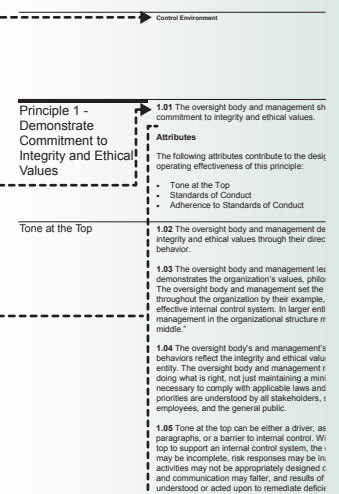 Control Environment
Principle 1 -
Demonstrate
Commitment to
Integrity and Ethical
Values
1.01 The oversight body and management sh
commitment to integrity and ethical values.
Attributes
The following attributes contribute to the desig
operating effectiveness of this principle:
• Tone at the Top
• Standards of Conduct
• Adherence to Standards of Conduct
Tone at the Top
1.02 The oversight body and management de
integrity and ethical values through their direc
behavior.
1.03 The oversight body and management lea
demonstrates the organization's values, philos
The oversight body and management set the
throughout the organization by their example,
effective internal control system. In larger enti
management in the organizational structure m
middle."
1.04 The oversight body's and management's
behaviors reflect the integrity and ethical valu
entity. The oversight body and management r
doing what is right, not just maintaining a mini
necessary to comply with applicable laws and
priorities are understood by all stakeholders, s
employees, and the general public.
1.05 Tone at the top can be either a driver, as
paragraphs, or a barrier to internal control. Wi
top to support an internal control system, the
may be incomplete, risk responses may be in
activities may not be appropriately designed o
and communication may falter, and results of
understood or acted upon to remediate deficie